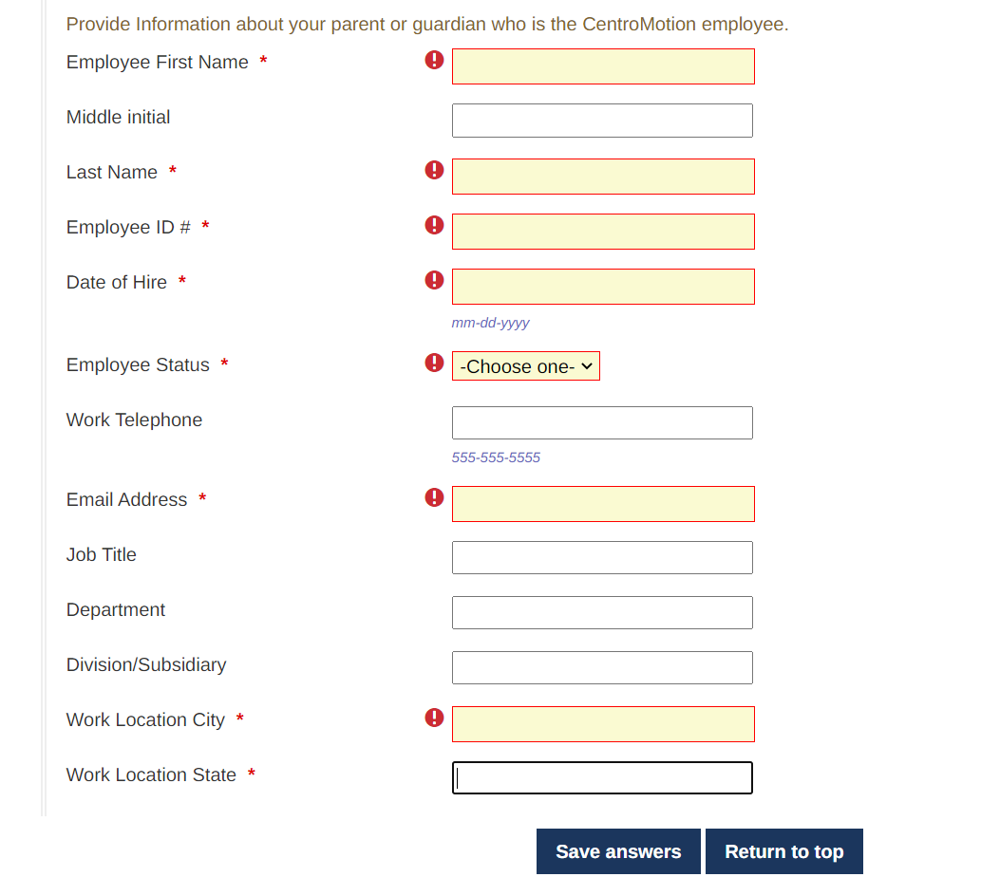 Provide Information about your parent or guardian who is the CentroMotion employee.
Employee First Name *
Middle initial
Last Name *
Employee ID # *
Date of Hire *
mm-dd-yyyy
Employee Status * -Choose one-
Work Telephone
555-555-5555
Email Address *
Job Title
Department
Division/Subsidiary
Work Location City *
Work Location State *
Save answers Return to top